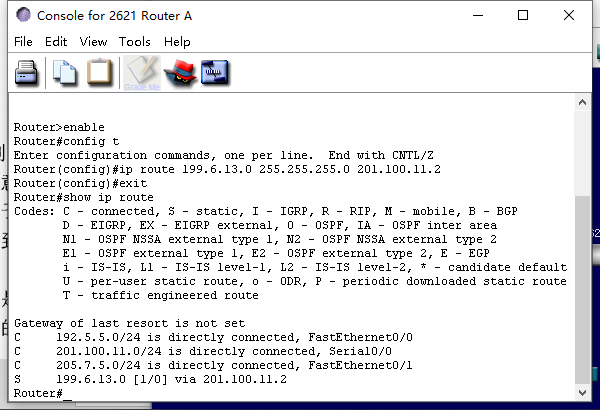 Console for 2621 Router A
File Edit View Tools Help
Grade Me
Router>enable
Router#config t
Enter configuration commands, one per line.  End with CNTL/Z
Router(config)#ip route 199.6.13.0 255.255.255.0 201.100.11.2
Router(config)#exit
Router#show ip route
Codes: C - connected, S - static, I - IGRP, R - RIP, M - mobile, B - BGP
D - EIGRP, EX - EIGRP external, O - OSPF, IA - OSPF inter area
N1 - OSPF NSSA external type 1, N2 - OSPF NSSA external type 2
E1 - OSPF external type 1, E2 - OSPF external type 2, E - EGP
i - IS-IS, L1 - IS-IS level-1, L2 - IS-IS level-2, * - candidate default
U - per-user static route, o - ODR, P - periodic downloaded static route
T - traffic engineered route
Gateway of last resort is not set
C 192.5.5.0/24 is directly connected, FastEthernet0/0
C 201.100.11.0/24 is directly connected, Serial0/0
C 205.7.5.0/24 is directly connected, FastEthernet0/1
S 199.6.13.0 [1/0] via 201.100.11.2
Router#_